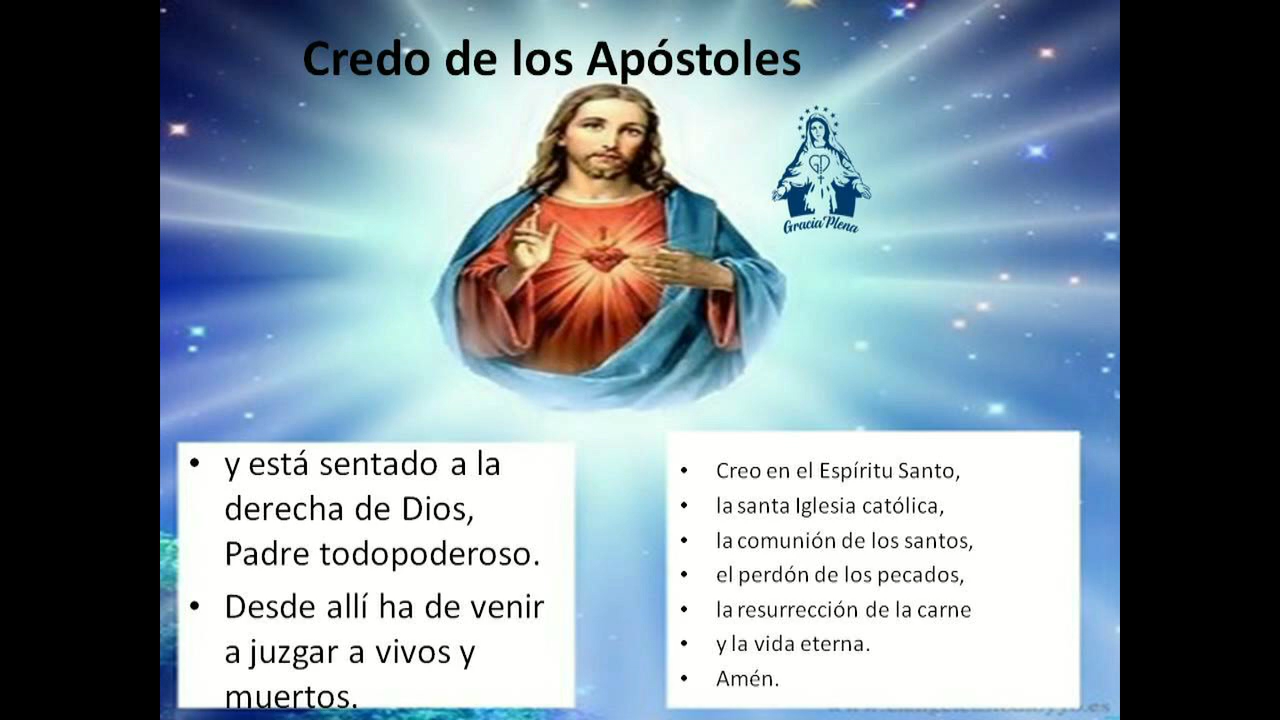 Credo de los Apóstoles
Gracia Plena
• y está sentado a la
derecha de Dios,
Padre todopoderoso.
• Desde allí ha de venir
a juzgar a vivos y
muertos.
• Creo en el Espíritu Santo,
• la santa Iglesia católica,
• la comunión de los santos,
• el perdón de los pecados,
• la resurrección de la carne
• y la vida eterna.
• Amén.